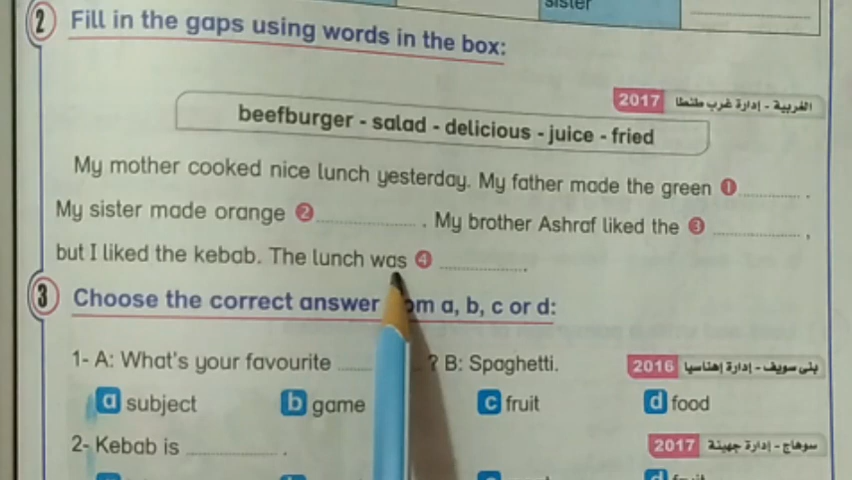 sister
2 Fill in the gaps using words in the box:
2017 الغربية - إدارة غرب طنطا
beefburger - salad - delicious - juice - fried
My mother cooked nice lunch yesterday. My father made the green 1 .......... .
My sister made orange 2 .......... . My brother Ashraf liked the 3 .......... ,
but I liked the kebab. The lunch was 4 .......... .
3 Choose the correct answer om a, b, c or d:
1- A: What's your favourite .......... ? B: Spaghetti. 2016 بنى سويف - إدارة إهناسيا
a subject b game c fruit d food
2- Kebab is .......... . 2017 سوهاج - إدارة جهينة